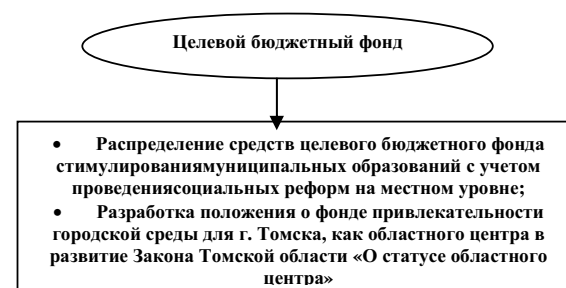 Целевой бюджетный фонд
• Распределение средств целевого бюджетного фонда
стимулированиямуниципальных образований с учетом
проведениясоциальных реформ на местном уровне;
• Разработка положения о фонде привлекательности
городской среды для г. Томска, как областного центра в
развитие Закона Томской области «О статусе областного
центра»